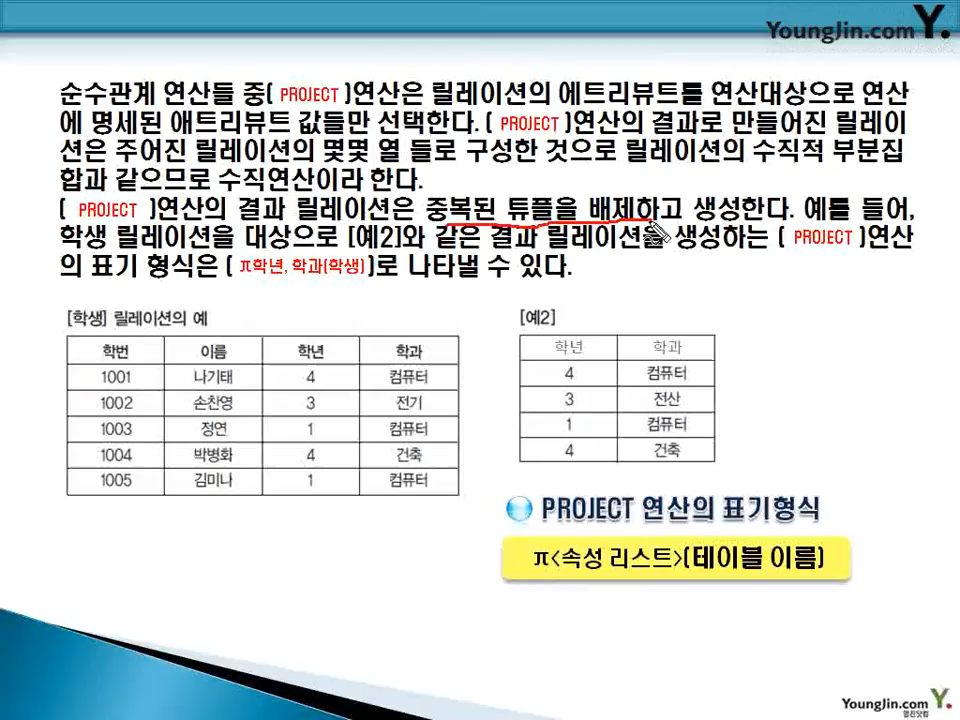 YoungJin.com Y.
순수관계 연산들 중( PROJECT )연산은 릴레이션의 에트리뷰트를 연산대상으로 연산
에 명세된 애트리뷰트 값들만 선택한다. ( PROJECT )연산의 결과로 만들어진 릴레이
션은 주어진 릴레이션의 몇몇 열 들로 구성한 것으로 릴레이션의 수직적 부분집
합과 같으므로 수직연산이라 한다.
( PROJECT )연산의 결과 릴레이션은 중복된 튜플을 배제하고 생성한다. 예를 들어,
학생 릴레이션을 대상으로 [예2]와 같은 결과 릴레이션을 생성하는 ( PROJECT )연산
의 표기 형식은 ( π학년, 학과(학생) )로 나타낼 수 있다.
[학생] 릴레이션의 예
학번 이름 학년 학과
1001 나기태 4 컴퓨터
1002 손찬영 3 전기
1003 정연 1 컴퓨터
1004 박병화 4 건축
1005 김미나 1 컴퓨터
[예2]
학년 학과
4 컴퓨터
3 전산
1 컴퓨터
4 건축
PROJECT 연산의 표기형식
π<속성 리스트>(테이블 이름)
YoungJin.com Y.
영진닷컴